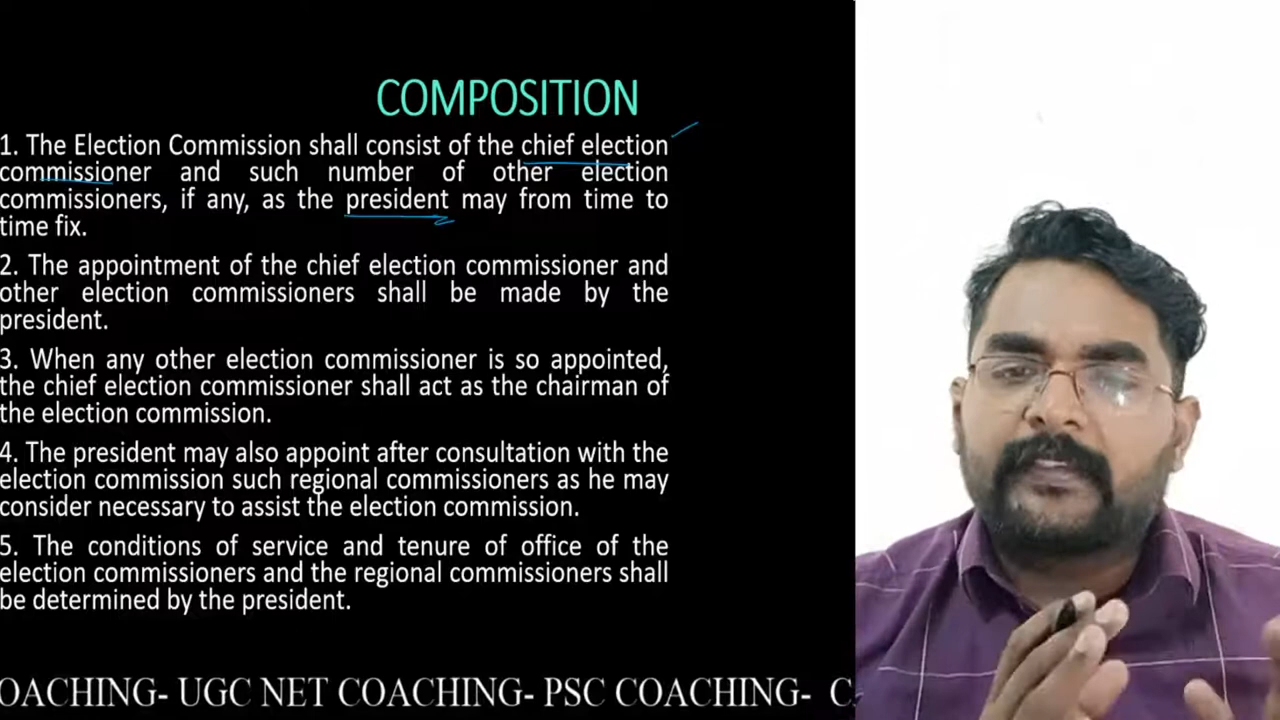 COMPOSITION
1. The Election Commission shall consist of the chief election
commissioner and such number of other election
commissioners, if any, as the president may from time to
time fix.
2. The appointment of the chief election commissioner and
other election commissioners shall be made by the
president.
3. When any other election commissioner is so appointed,
the chief election commissioner shall act as the chairman of
the election commission.
4. The president may also appoint after consultation with the
election commission such regional commissioners as he may
consider necessary to assist the election commission.
5. The conditions of service and tenure of office of the
election commissioners and the regional commissioners shall
be determined by the president.
OACHING- UGC NET COACHING- PSC COACHING- C